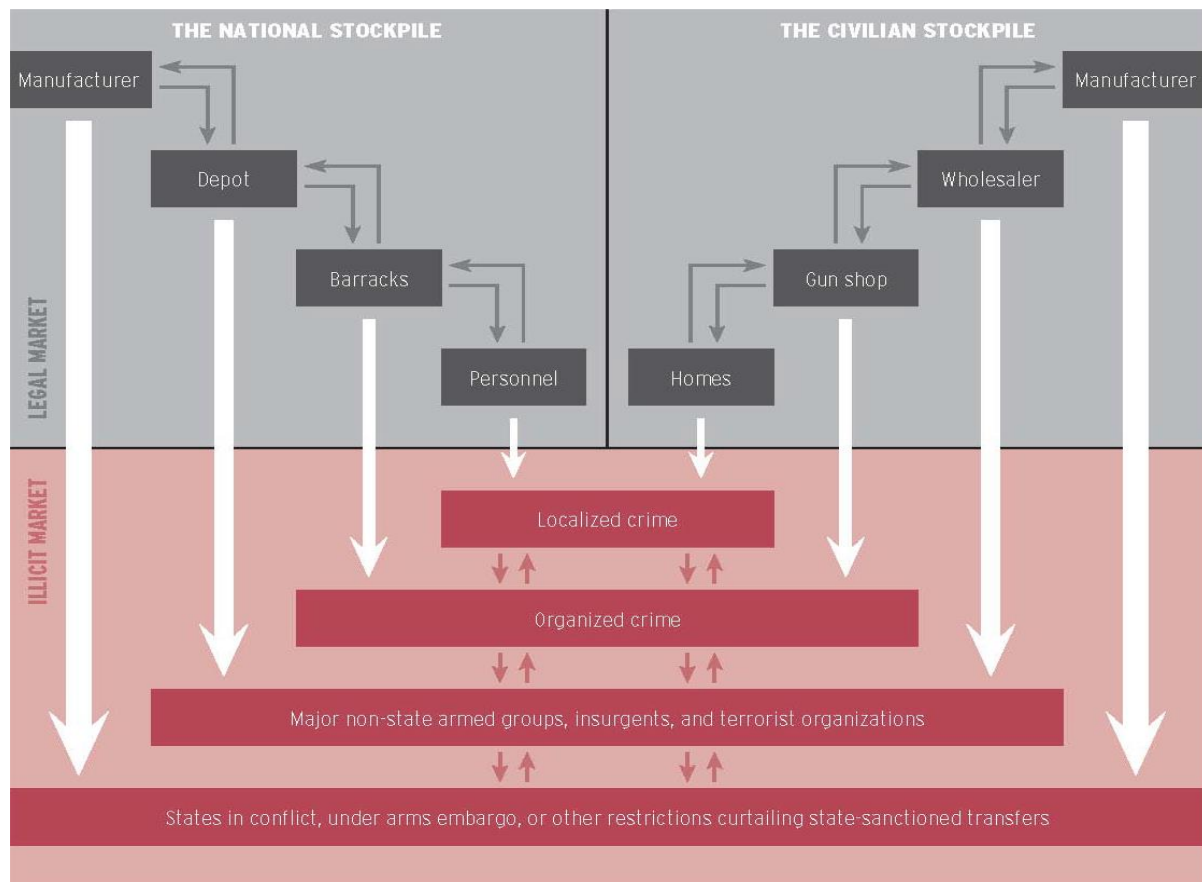 THE NATIONAL STOCKPILE
THE CIVILIAN STOCKPILE
Manufacturer
Manufacturer
Depot
Wholesaler
Barracks
Gun shop
LEGAL MARKET
Personnel
Homes
ILLICIT MARKET
Localized crime
Organized crime
Major non-state armed groups, insurgents, and terrorist organizations
States in conflict, under arms embargo, or other restrictions curtailing state-sanctioned transfers